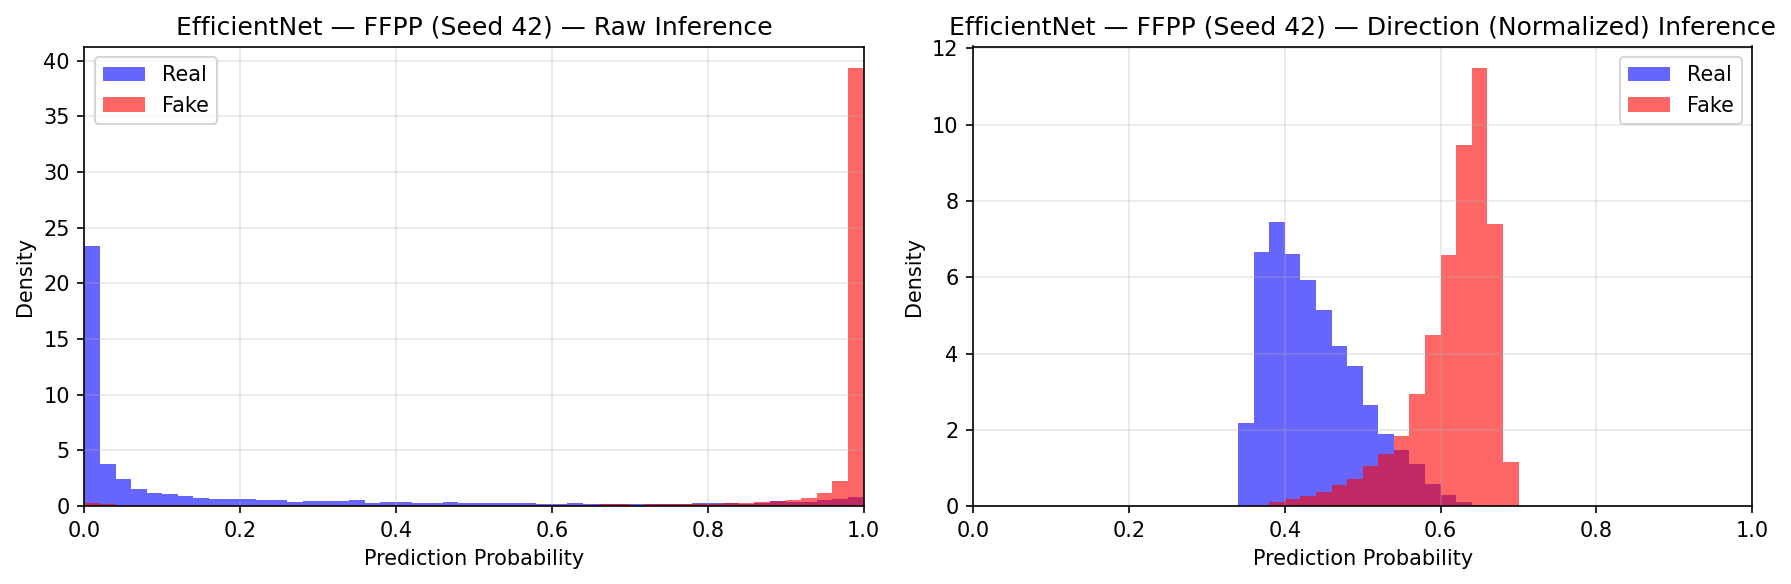 EfficientNet — FFPP (Seed 42) — Raw Inference
40
35
30
25
20
15
10
5
0
Density
Real
Fake
0.0 0.2 0.4 0.6 0.8 1.0
Prediction Probability
EfficientNet — FFPP (Seed 42) — Direction (Normalized) Inference
12
10
8
6
4
2
0
Density
Real
Fake
0.0 0.2 0.4 0.6 0.8 1.0
Prediction Probability